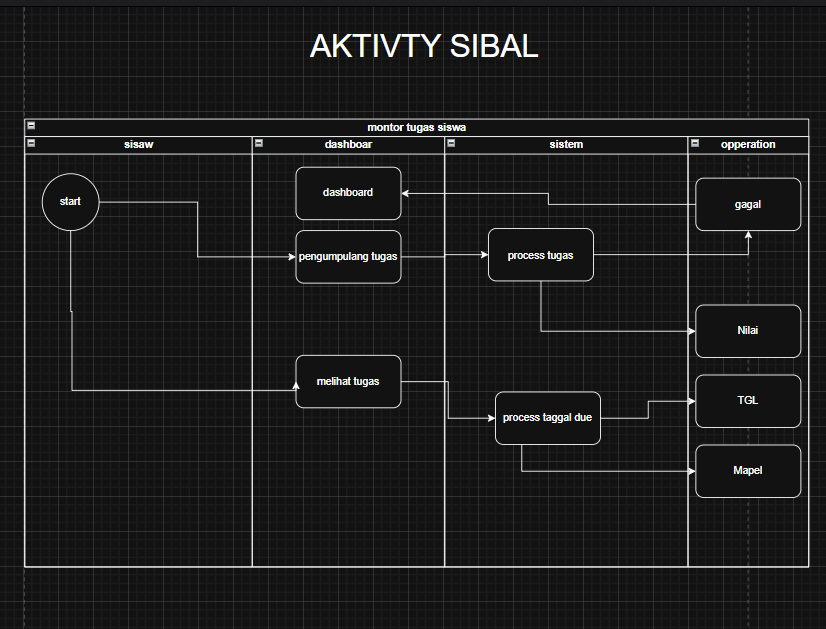 AKTIVTY SIBAL
montor tugas siswa
sisaw
dashboar
sistem
opperation
start
dashboard
gagal
pengumpulang tugas
process tugas
Nilai
melihat tugas
TGL
process taggal due
Mapel